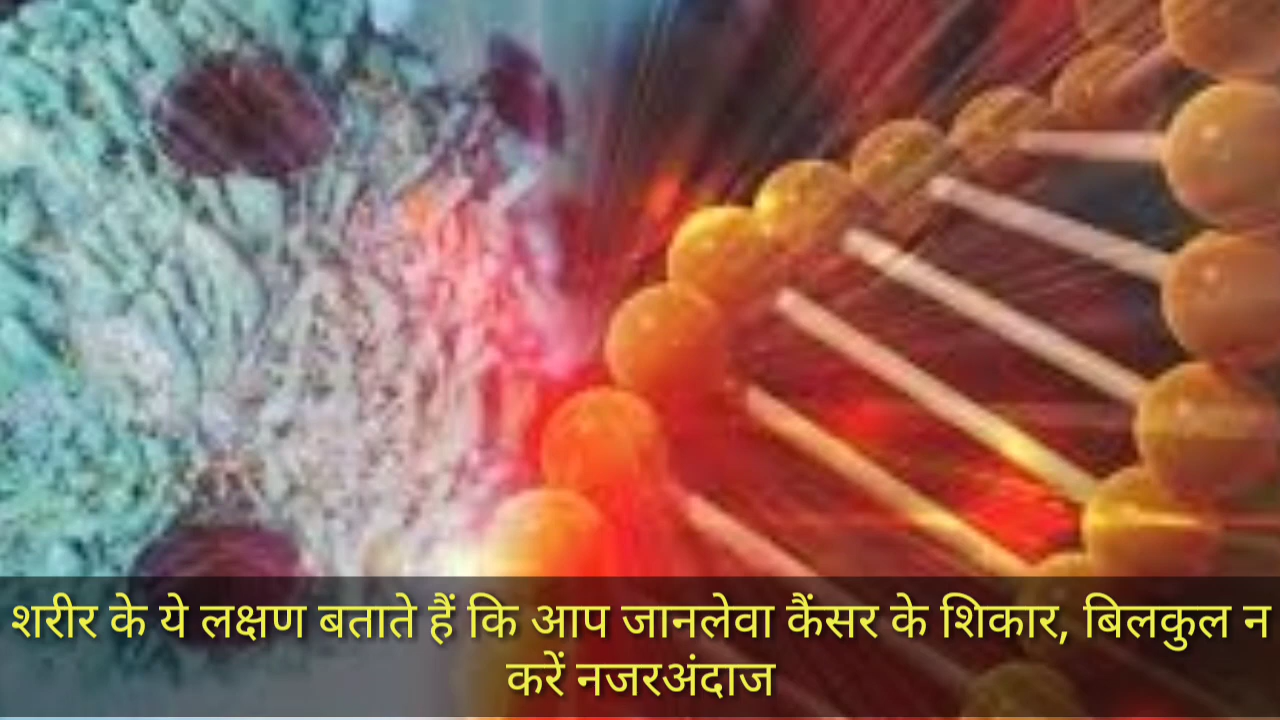 शरीर के ये लक्षण बताते हैं कि आप जानलेवा कैंसर के शिकार, बिलकुल न
करें नजरअंदाज